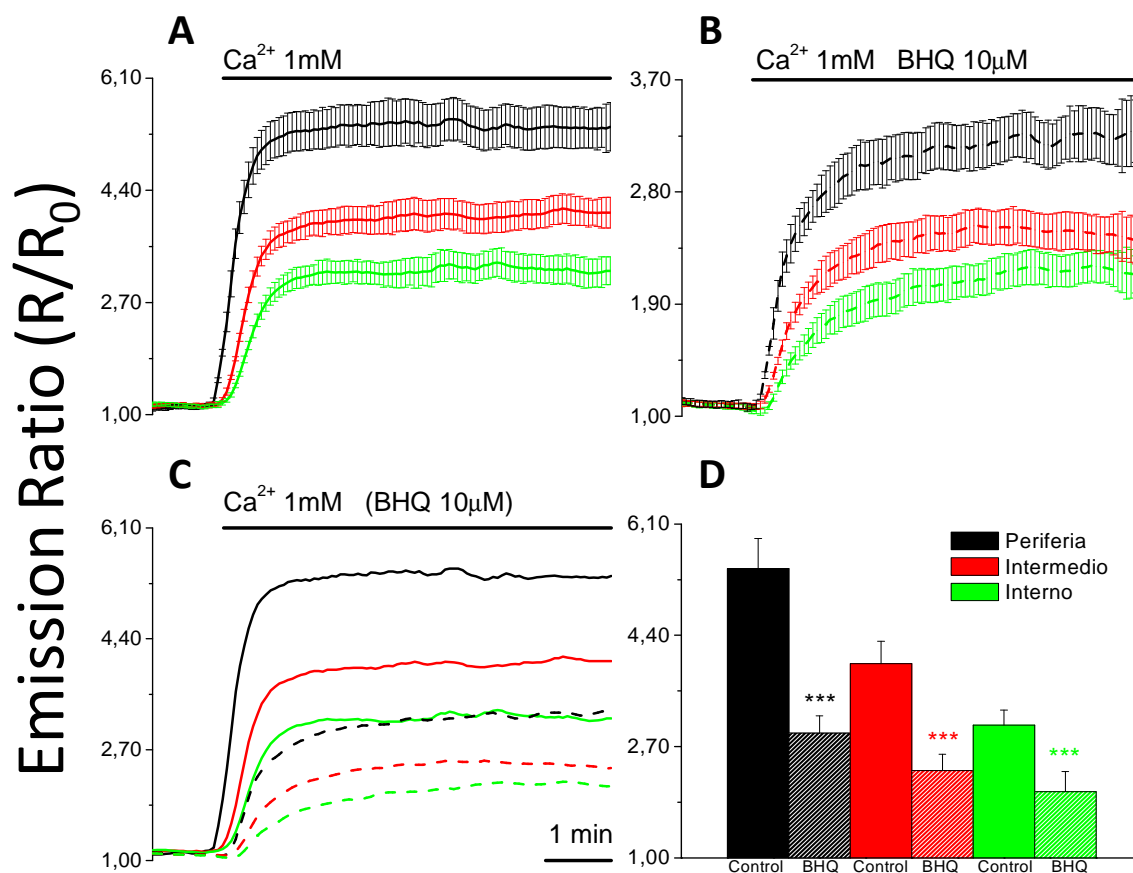 Emission Ratio (R/R₀)
A
Ca²⁺ 1mM
6,10
4,40
2,70
1,00
B
Ca²⁺ 1mM BHQ 10μM
3,70
2,80
1,90
1,00
C
Ca²⁺ 1mM (BHQ 10μM)
6,10
4,40
2,70
1,00
1 min
D
6,10
4,40
2,70
1,00
Periferia
Intermedio
Interno
***
***
***
Control BHQ Control BHQ Control BHQ